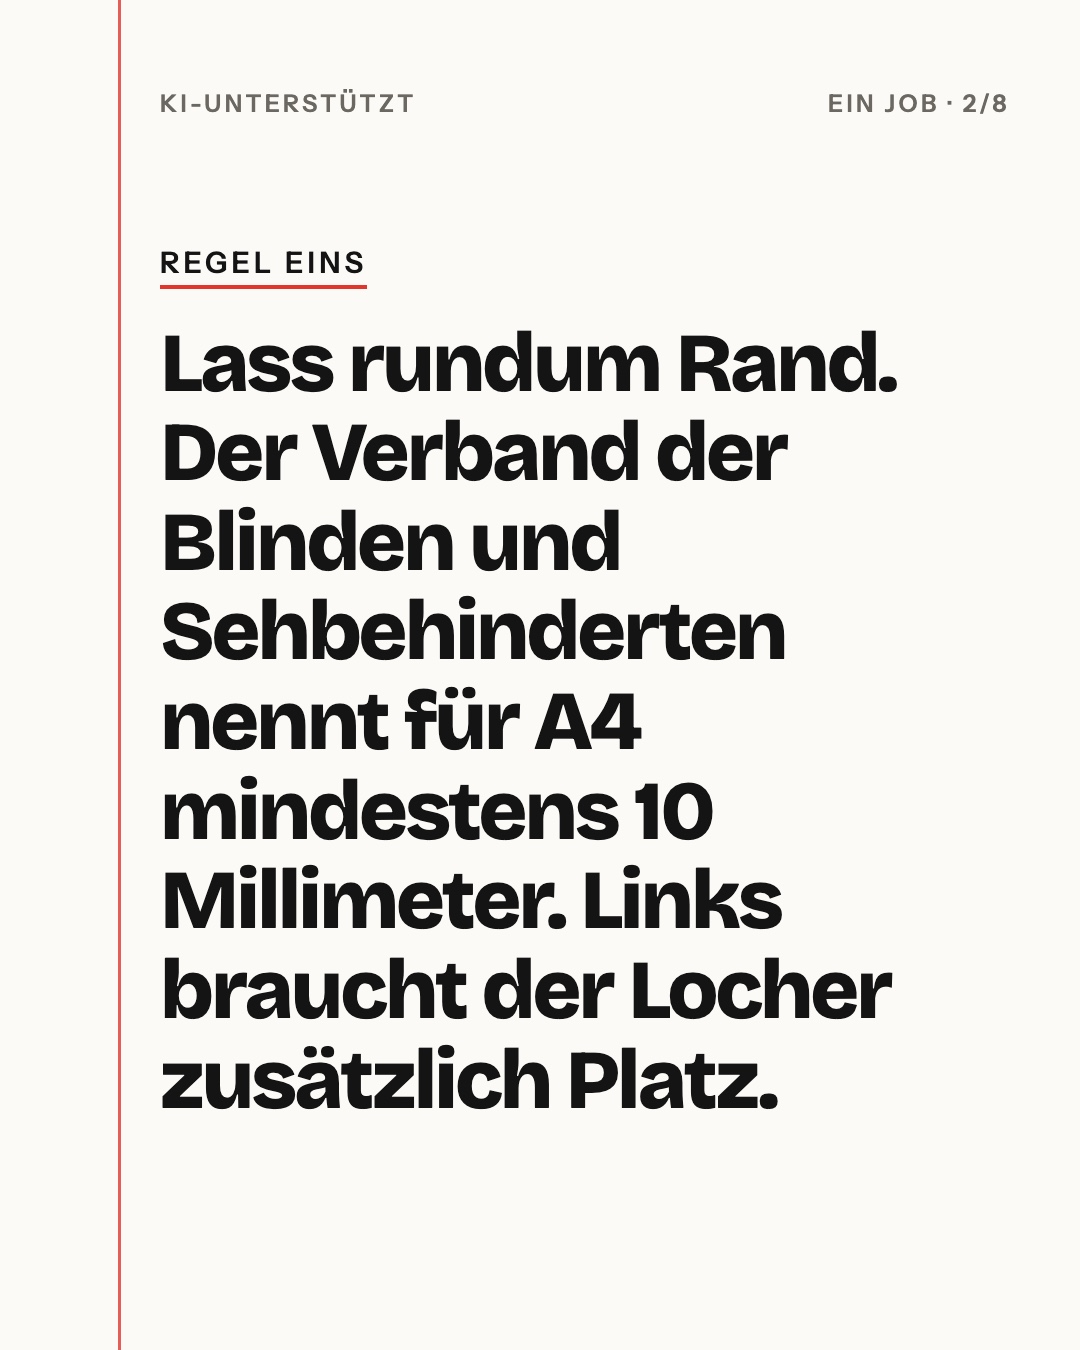 KI-UNTERSTÜTZT
EIN JOB · 2/8
REGEL EINS
Lass rundum Rand.
Der Verband der
Blinden und
Sehbehinderten
nennt für A4
mindestens 10
Millimeter. Links
braucht der Locher
zusätzlich Platz.